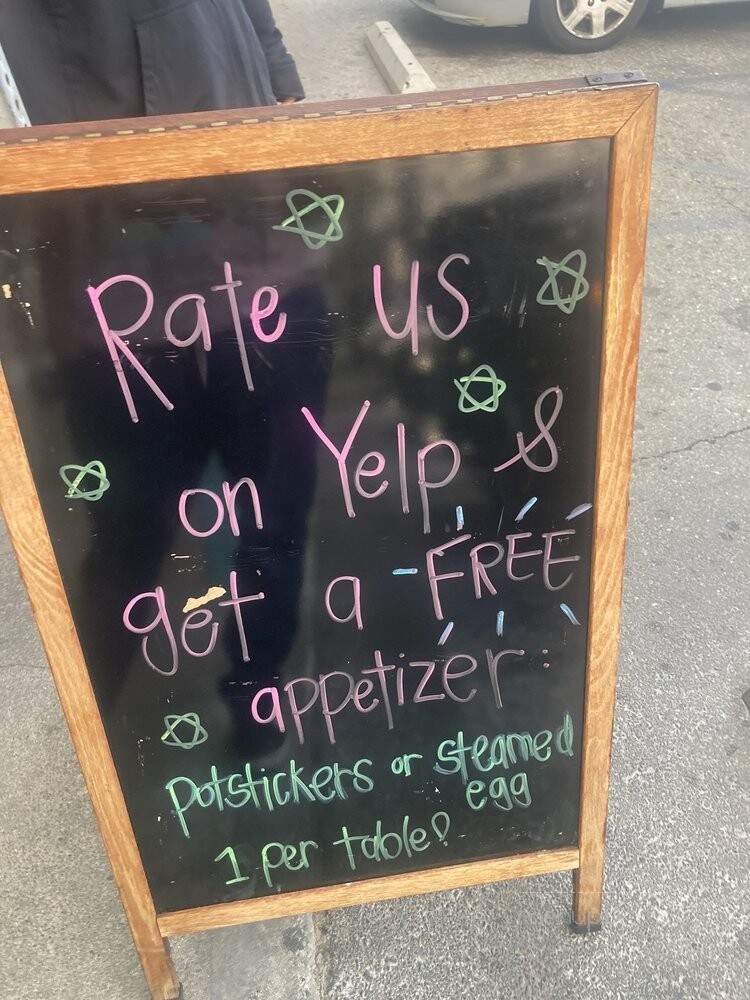 Rate us
on Yelp &
get a FREE
appetizer:
potstickers or steamed
egg
1 per table!